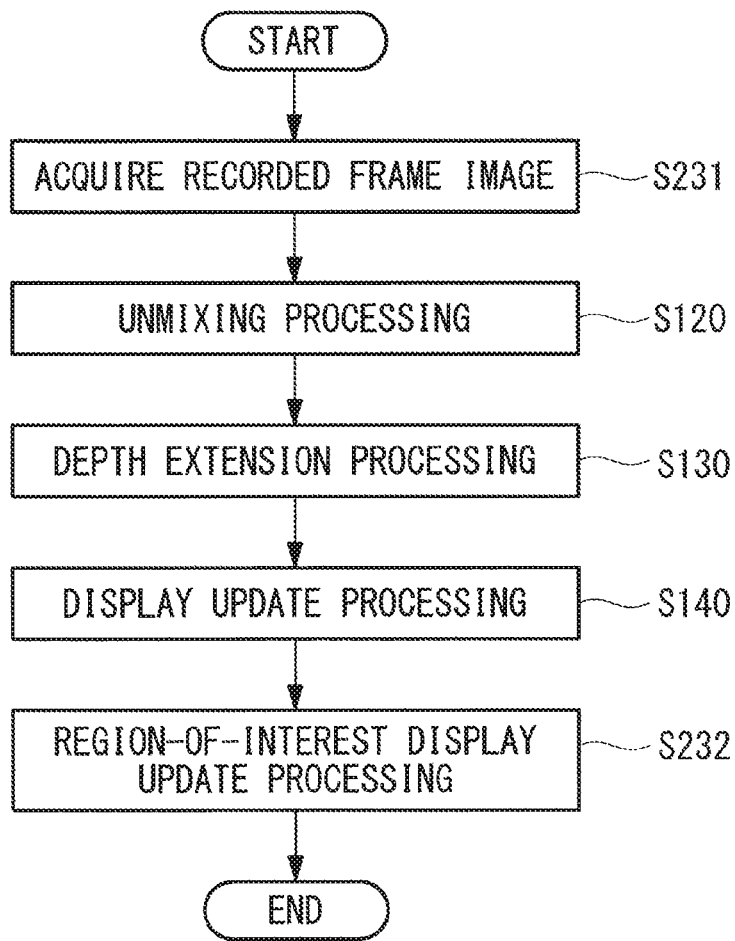 START
ACQUIRE RECORDED FRAME IMAGE
S231
UNMIXING PROCESSING
S120
DEPTH EXTENSION PROCESSING
S130
DISPLAY UPDATE PROCESSING
S140
REGION-OF-INTEREST DISPLAY
UPDATE PROCESSING
S232
END